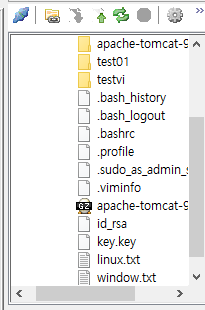 apache-tomcat-9
test01
testvi
.bash_history
.bash_logout
.bashrc
.profile
.sudo_as_admin_s
.viminfo
GZ apache-tomcat-9
id_rsa
key.key
linux.txt
window.txt